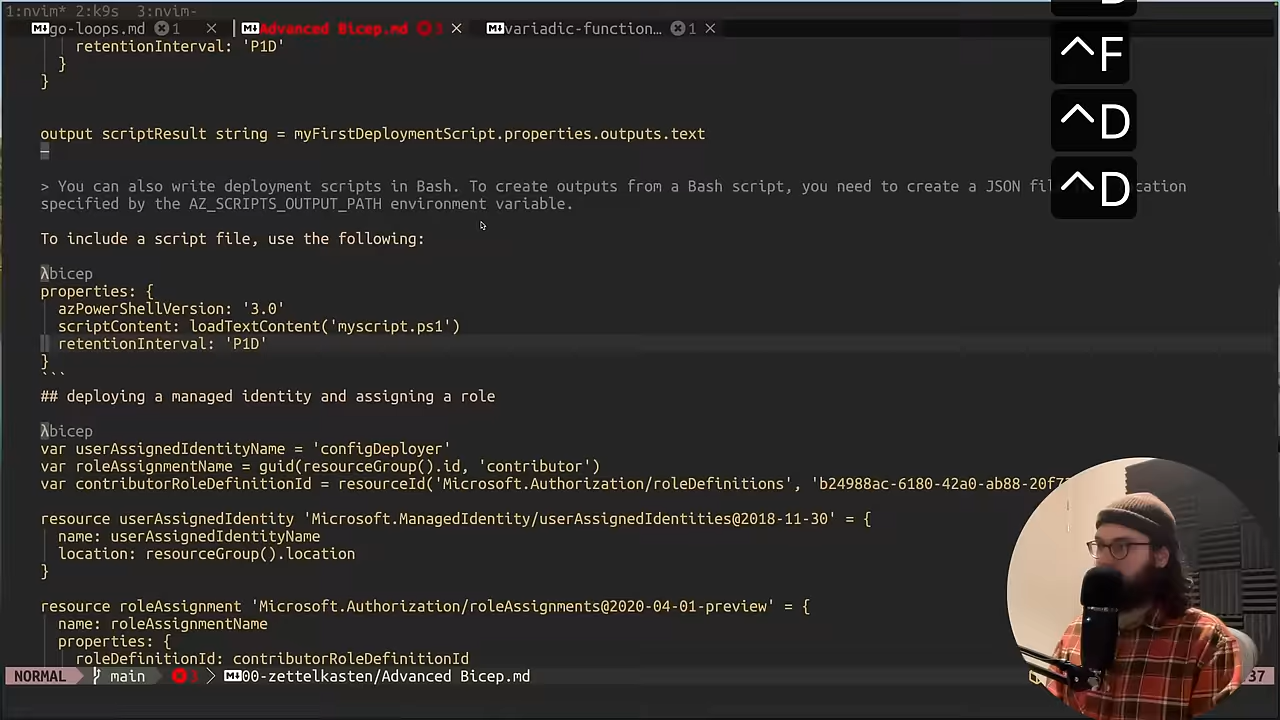 1:nvim* 2:k9s 3:nvim-
go-loops.md 1 × Advanced Bicep.md 3 × variadic-function… 1 ×
retentionInterval: 'P1D'
}
}
output scriptResult string = myFirstDeploymentScript.properties.outputs.text
> You can also write deployment scripts in Bash. To create outputs from a Bash script, you need to create a JSON
specified by the AZ_SCRIPTS_OUTPUT_PATH environment variable.
To include a script file, use the following:
λbicep
properties: {
azPowerShellVersion: '3.0'
scriptContent: loadTextContent('myscript.ps1')
retentionInterval: 'P1D'
}
```
## deploying a managed identity and assigning a role
λbicep
var userAssignedIdentityName = 'configDeployer'
var roleAssignmentName = guid(resourceGroup().id, 'contributor')
var contributorRoleDefinitionId = resourceId('Microsoft.Authorization/roleDefinitions', 'b24988ac-6180-42a0-ab88-20f7
resource userAssignedIdentity 'Microsoft.ManagedIdentity/userAssignedIdentities@2018-11-30' = {
name: userAssignedIdentityName
location: resourceGroup().location
}
resource roleAssignment 'Microsoft.Authorization/roleAssignments@2020-04-01-preview' = {
name: roleAssignmentName
properties: {
roleDefinitionId: contributorRoleDefinitionId
NORMAL main 3 00-zettelkasten/Advanced Bicep.md 37
^F
^D
^D